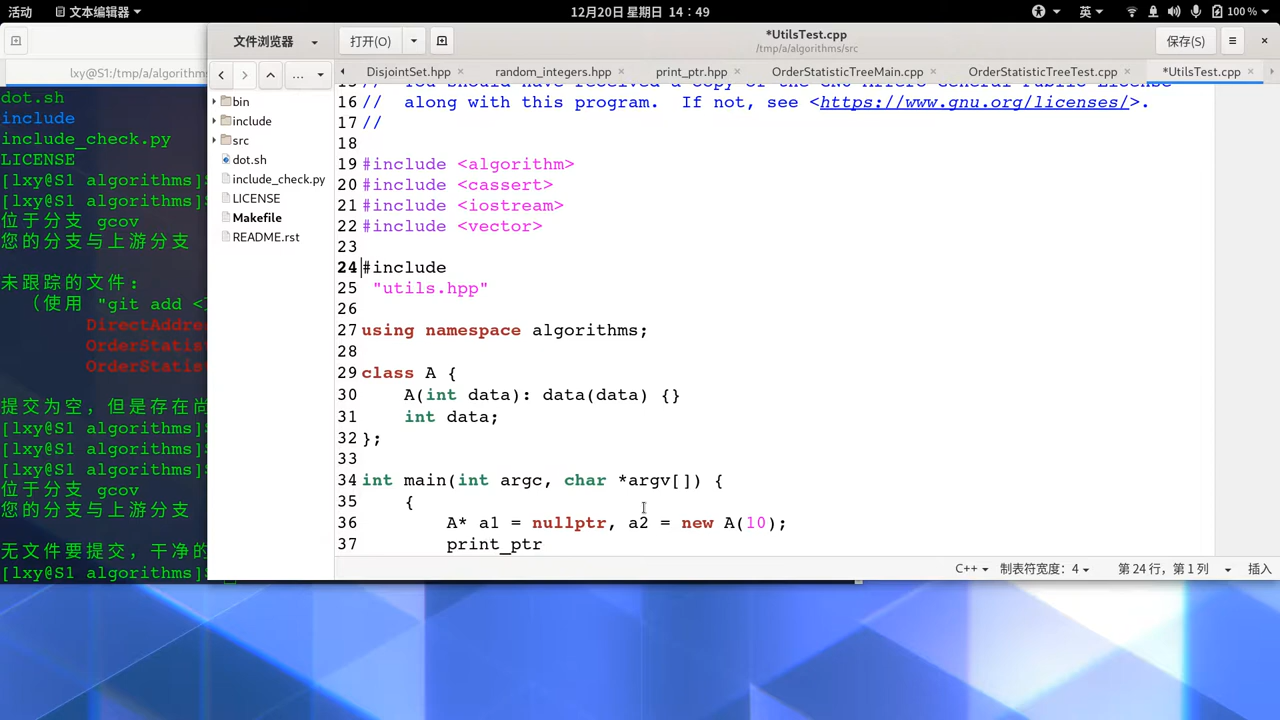 活动 文本编辑器 12月20日 星期日 14:49 英 100 %
文件浏览器 打开(O) *UtilsTest.cpp 保存(S)
/tmp/a/algorithms/src
lxy@S1:/tmp/a/algorithms
... DisjointSet.hpp random_integers.hpp print_ptr.hpp OrderStatisticTreeMain.cpp OrderStatisticTreeTest.cpp *UtilsTest.cpp
dot.sh
include
include_check.py
LICENSE
[lxy@S1 algorithms]$
[lxy@S1 algorithms]$
位于分支 gcov
您的分支与上游分支
未跟踪的文件:
（使用 "git add <
DirectAddre
OrderStatis
OrderStatis
提交为空，但是存在尚
[lxy@S1 algorithms]$
[lxy@S1 algorithms]$
[lxy@S1 algorithms]$
位于分支 gcov
您的分支与上游分支
无文件要提交，干净的
[lxy@S1 algorithms]$
bin
include
src
dot.sh
include_check.py
LICENSE
Makefile
README.rst
16 // along with this program. If not, see <https://www.gnu.org/licenses/>.
17 //
18
19 #include <algorithm>
20 #include <cassert>
21 #include <iostream>
22 #include <vector>
23
24 #include
25 "utils.hpp"
26
27 using namespace algorithms;
28
29 class A {
30 A(int data): data(data) {}
31 int data;
32 };
33
34 int main(int argc, char *argv[]) {
35 {
36 A* a1 = nullptr, a2 = new A(10);
37 print_ptr
C++ 制表符宽度：4 第 24 行，第 1 列 插入